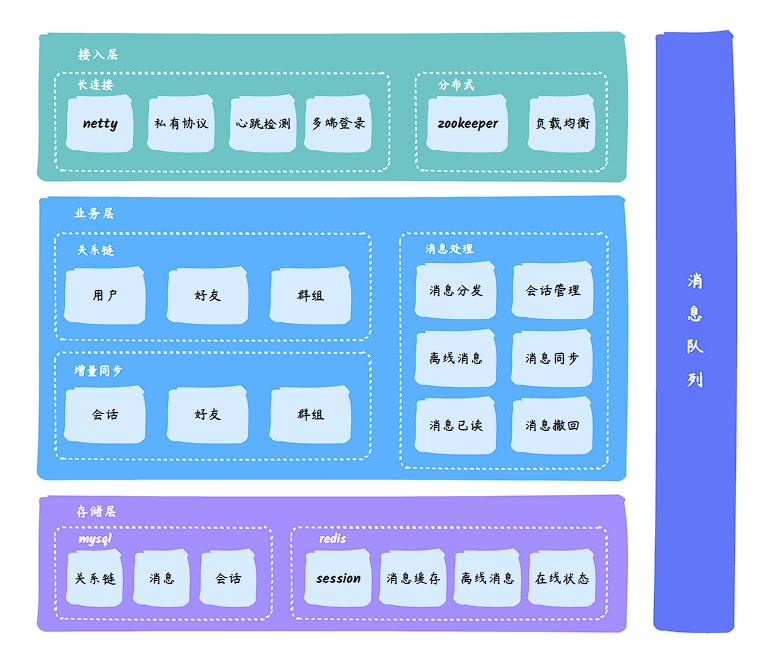 接入层
长连接
netty
私有协议
心跳检测
多端登录
分布式
zookeeper
负载均衡
业务层
关系链
用户
好友
群组
增量同步
会话
好友
群组
消息处理
消息分发
会话管理
离线消息
消息同步
消息已读
消息撤回
存储层
mysql
关系链
消息
会话
redis
session
消息缓存
离线消息
在线状态
消
息
队
列